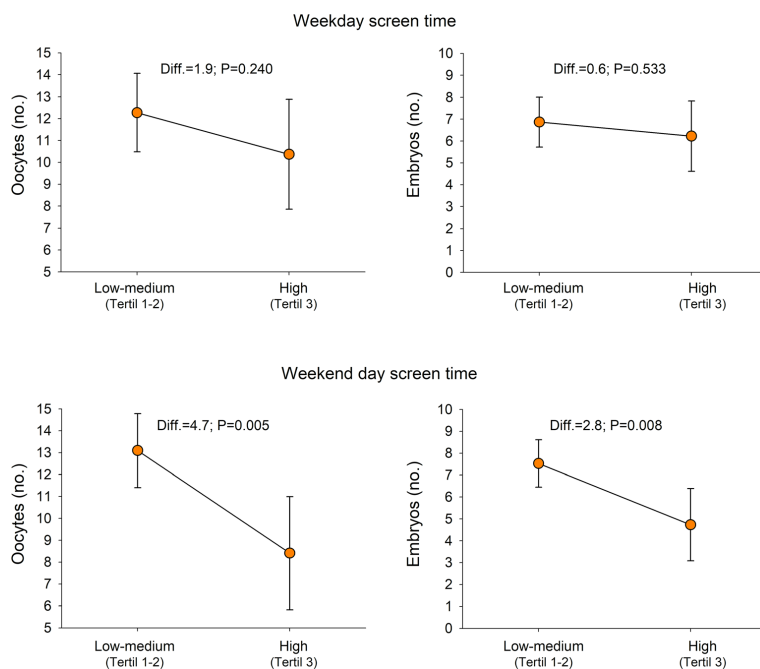 Weekday screen time
Diff.=1.9; P=0.240
Oocytes (no.)
15
14
13
12
11
10
9
8
7
6
5
Low-medium
(Tertil 1-2)
High
(Tertil 3)
Diff.=0.6; P=0.533
Embryos (no.)
10
9
8
7
6
5
4
3
2
1
0
Low-medium
(Tertil 1-2)
High
(Tertil 3)
Weekend day screen time
Diff.=4.7; P=0.005
Oocytes (no.)
15
14
13
12
11
10
9
8
7
6
5
Low-medium
(Tertil 1-2)
High
(Tertil 3)
Diff.=2.8; P=0.008
Embryos (no.)
10
9
8
7
6
5
4
3
2
1
0
Low-medium
(Tertil 1-2)
High
(Tertil 3)